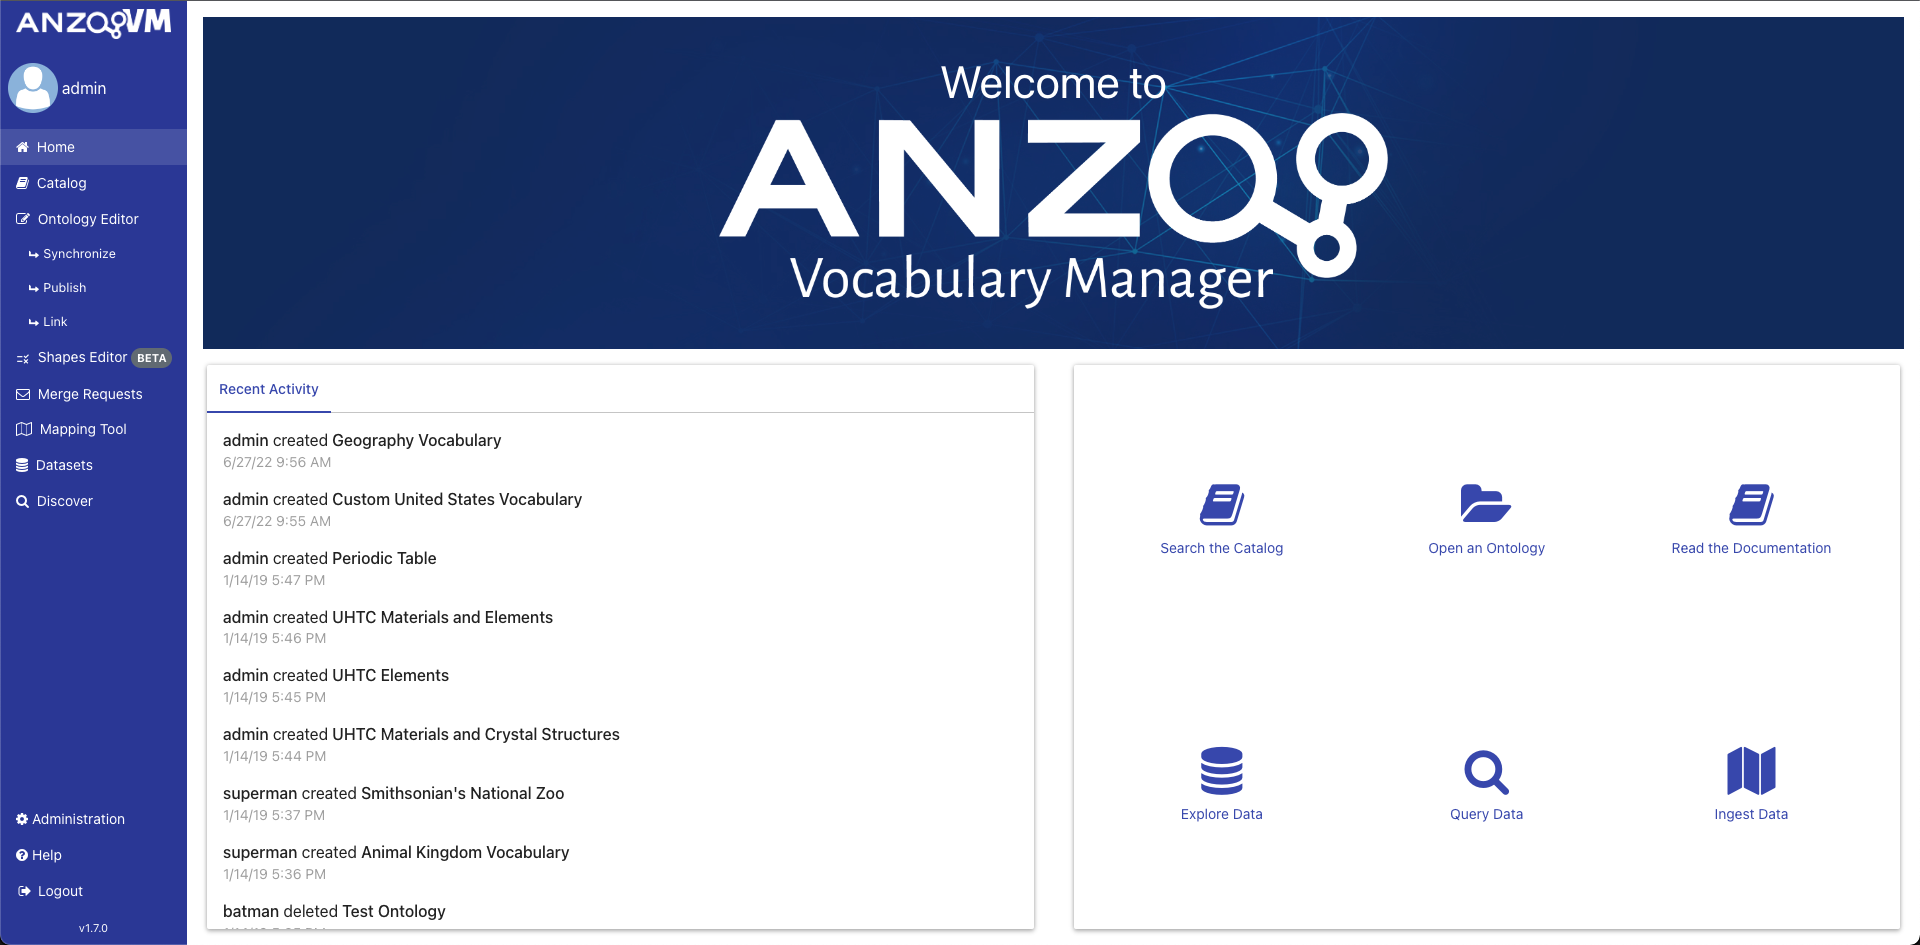 ANZO VM
admin
Home
Catalog
Ontology Editor
Synchronize
Publish
Link
Shapes Editor BETA
Merge Requests
Mapping Tool
Datasets
Discover
Administration
Help
Logout
v1.7.0
Welcome to
ANZO
Vocabulary Manager
Recent Activity
admin created Geography Vocabulary
6/27/22 9:56 AM
admin created Custom United States Vocabulary
6/27/22 9:55 AM
admin created Periodic Table
1/14/19 5:47 PM
admin created UHTC Materials and Elements
1/14/19 5:46 PM
admin created UHTC Elements
1/14/19 5:45 PM
admin created UHTC Materials and Crystal Structures
1/14/19 5:44 PM
superman created Smithsonian's National Zoo
1/14/19 5:37 PM
superman created Animal Kingdom Vocabulary
1/14/19 5:36 PM
batman deleted Test Ontology
Search the Catalog
Open an Ontology
Read the Documentation
Explore Data
Query Data
Ingest Data